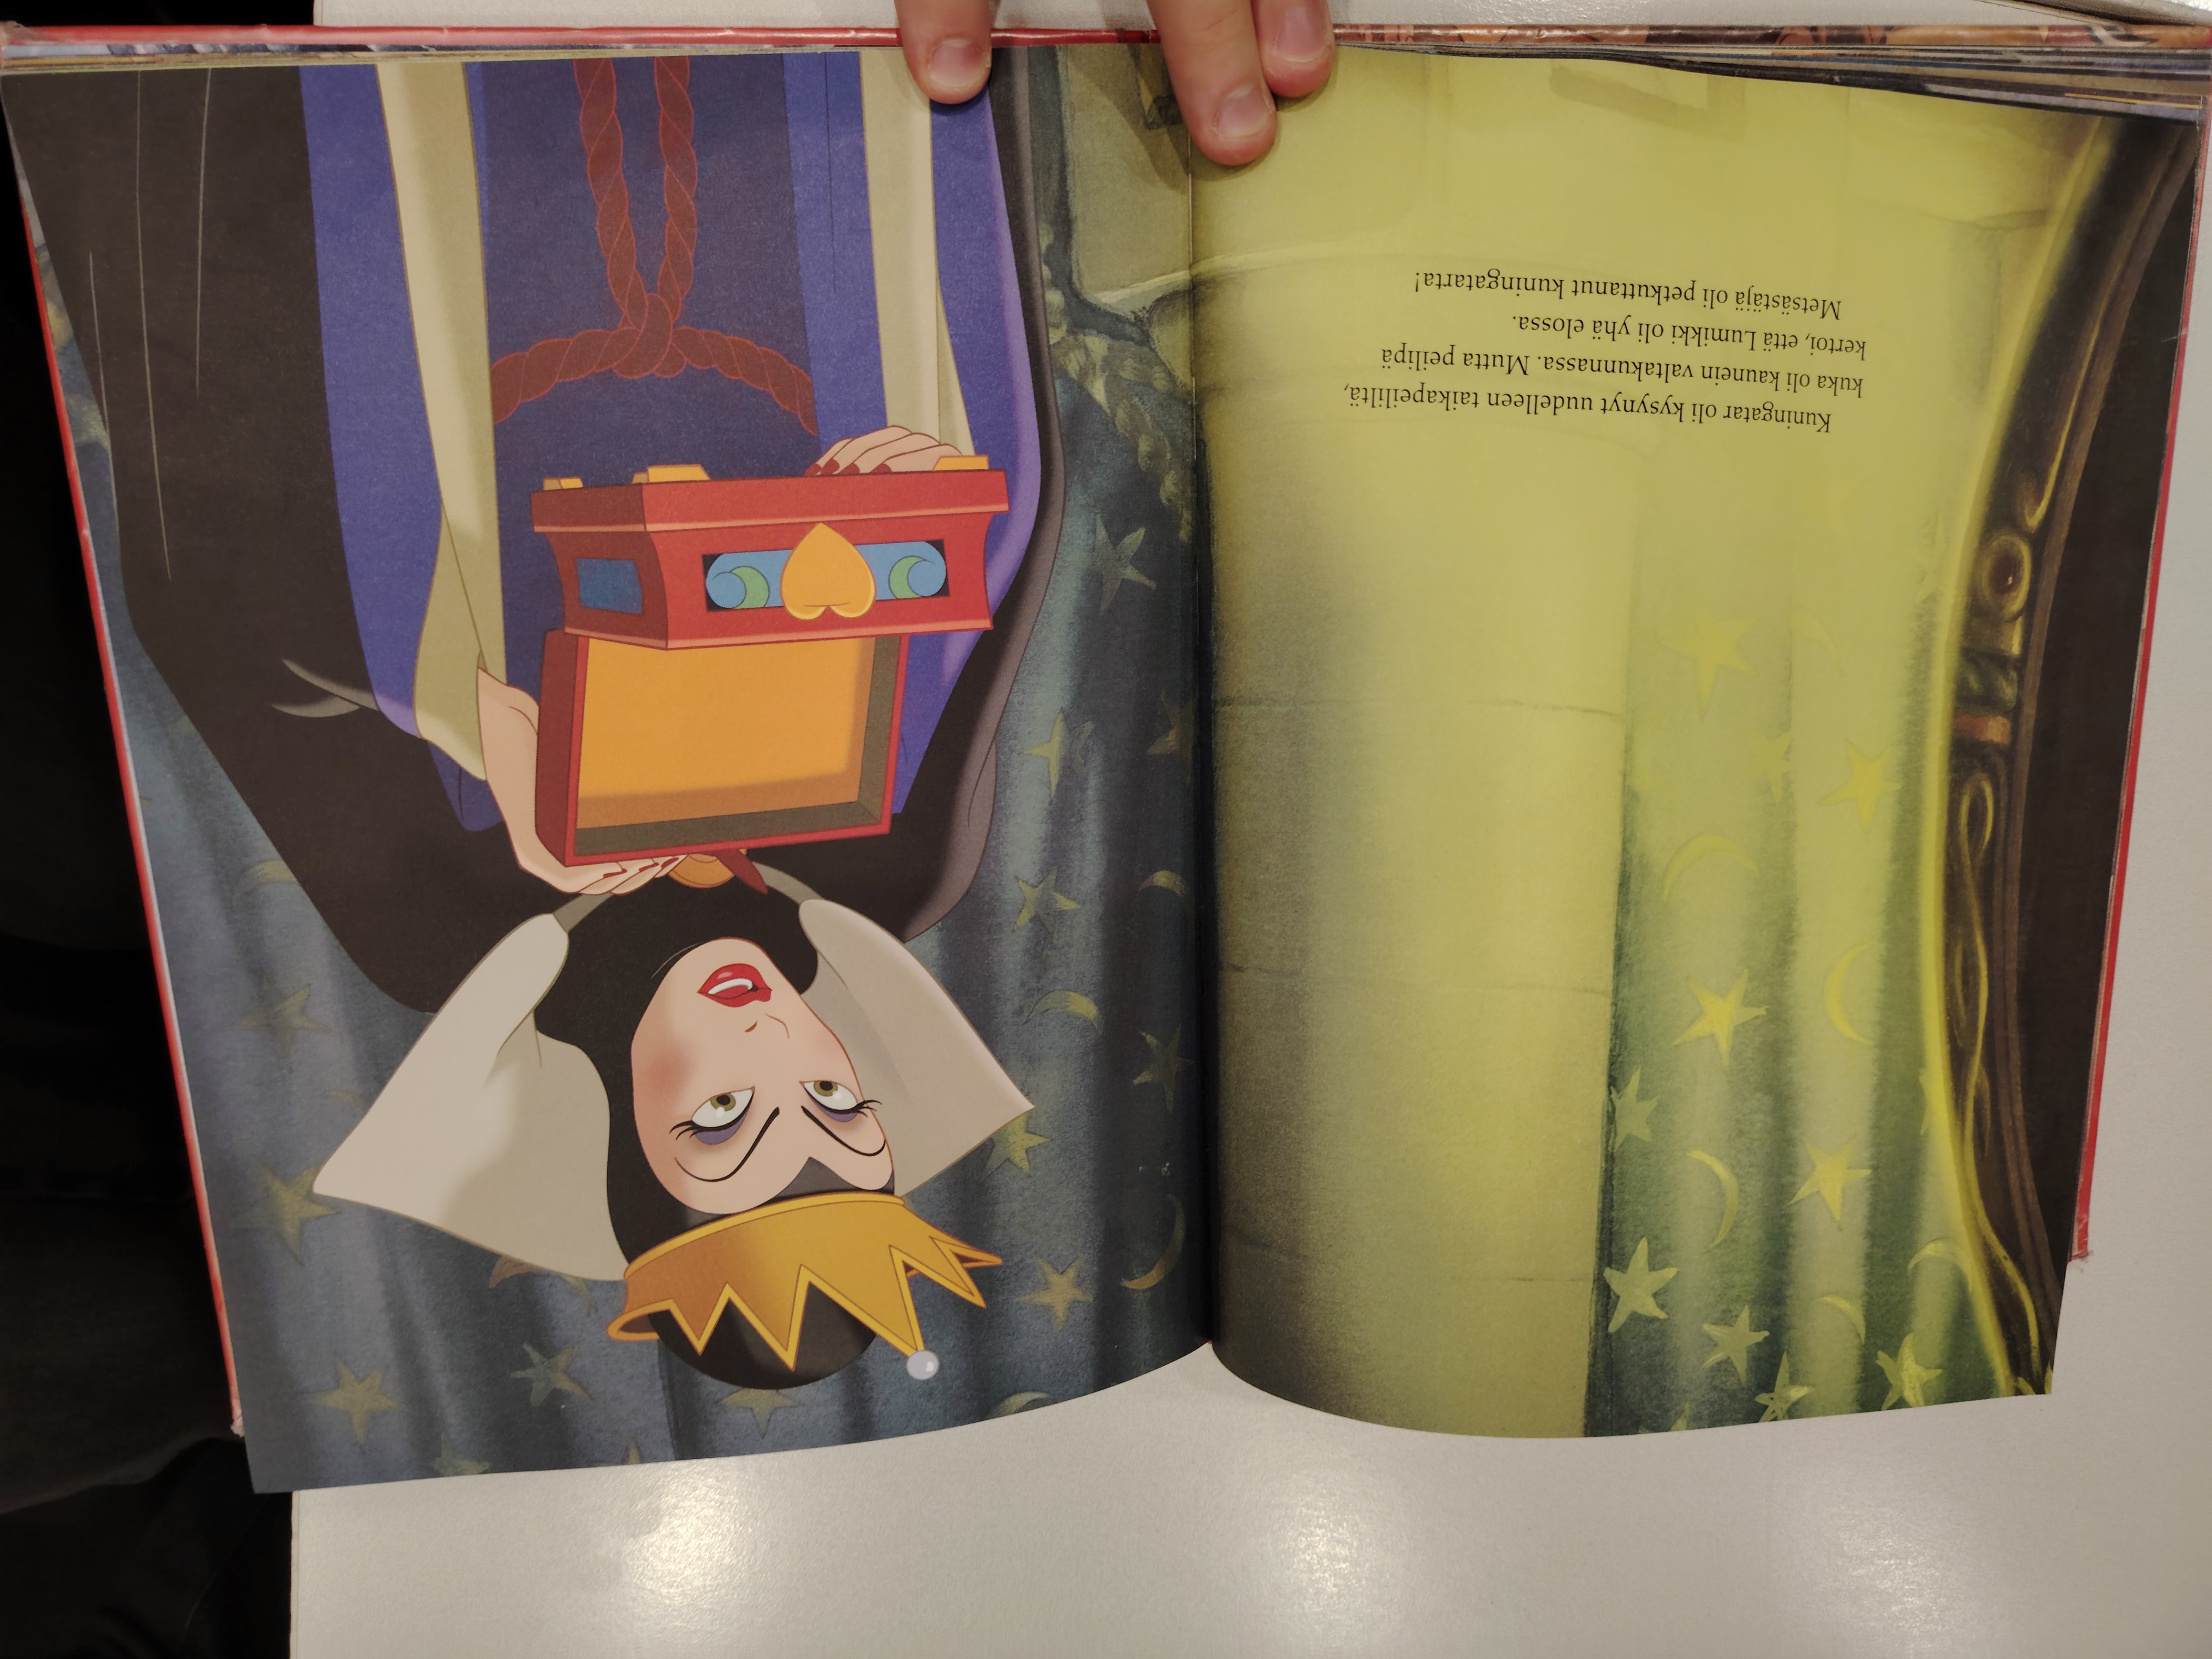 Kuningatar oli kysynyt uudelleen taikapeililtä,
kuka oli kaunein valtakunnassa. Mutta peilipä
kertoi, että Lumikki oli yhä elossa.
Metsästäjä oli petkuttanut kuningatarta!